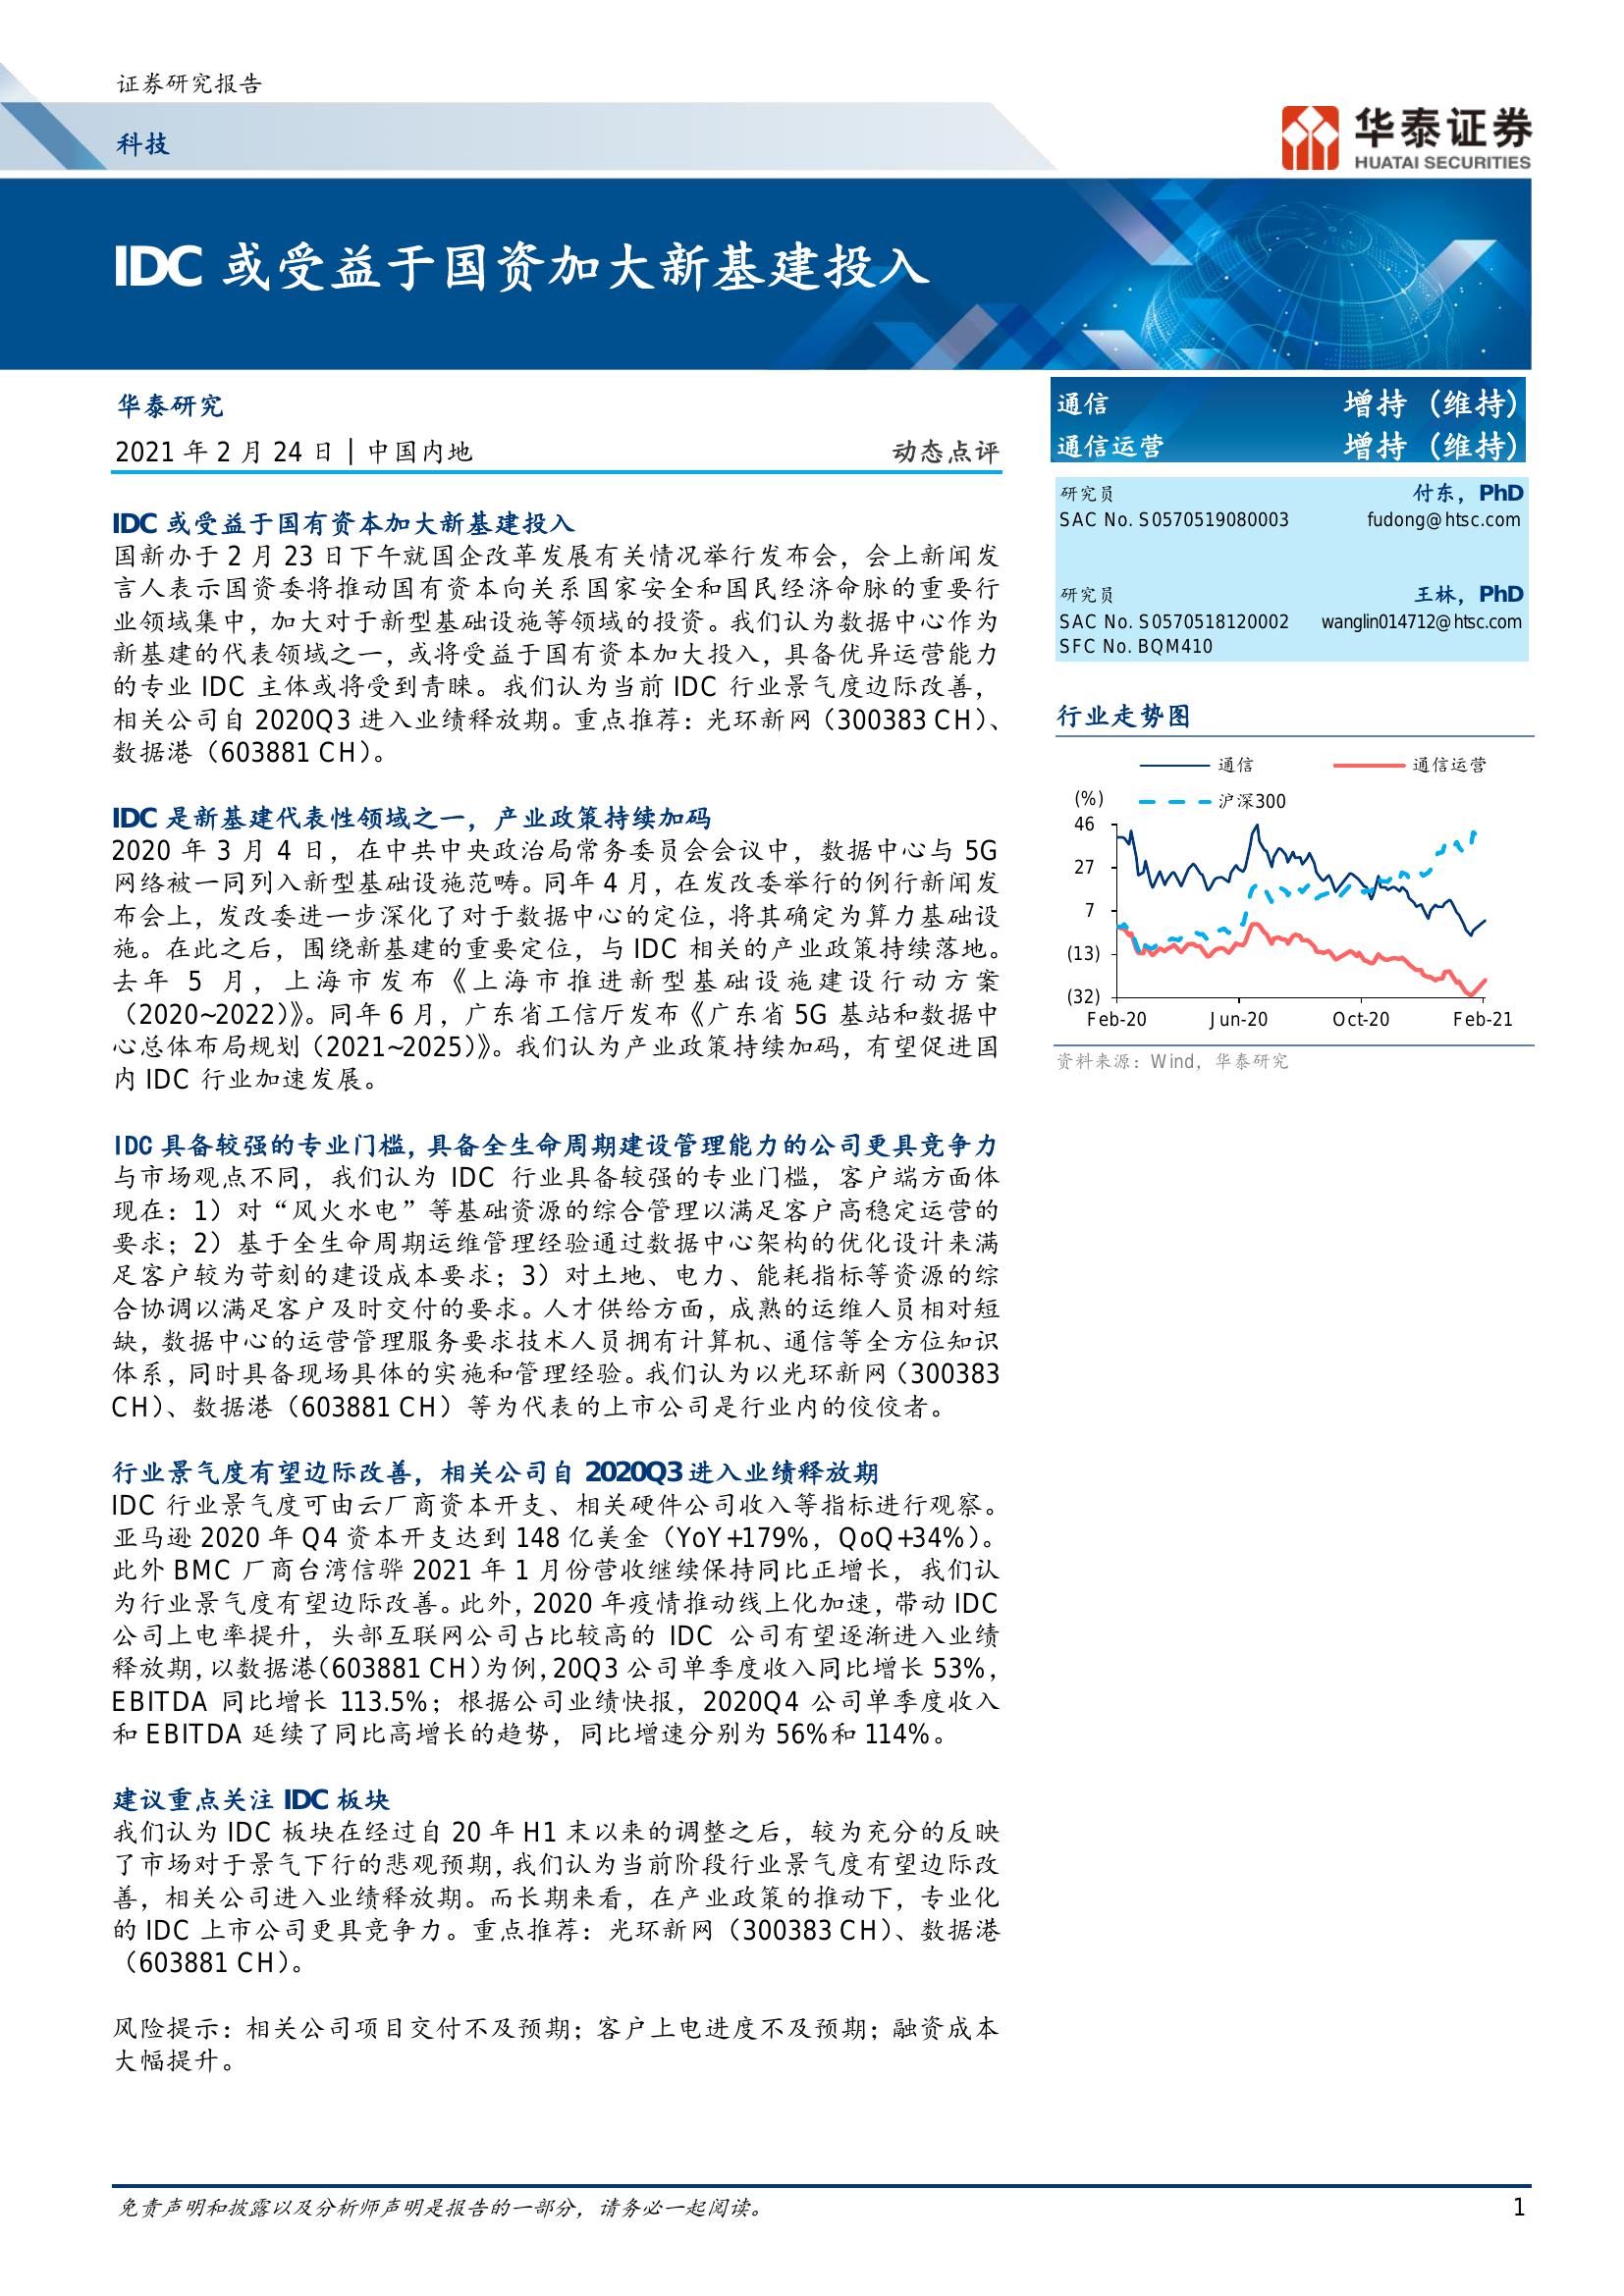 证券研究报告
科技
华泰证券
HUATAI SECURITIES
IDC 或受益于国资加大新基建投入
华泰研究
2021 年 2 月 24 日 | 中国内地
动态点评
IDC 或受益于国有资本加大新基建投入
国新办于 2 月 23 日下午就国企改革发展有关情况举行发布会，会上新闻发
言人表示国资委将推动国有资本向关系国家安全和国民经济命脉的重要行
业领域集中，加大对于新型基础设施等领域的投资。我们认为数据中心作为
新基建的代表领域之一，或将受益于国有资本加大投入，具备优异运营能力
的专业 IDC 主体或将受到青睐。我们认为当前 IDC 行业景气度边际改善，
相关公司自 2020Q3 进入业绩释放期。重点推荐：光环新网（300383 CH）、
数据港（603881 CH）。
IDC 是新基建代表性领域之一，产业政策持续加码
2020 年 3 月 4 日，在中共中央政治局常务委员会会议中，数据中心与 5G
网络被一同列入新型基础设施范畴。同年 4 月，在发改委举行的例行新闻发
布会上，发改委进一步深化了对于数据中心的定位，将其确定为算力基础设
施。在此之后，围绕新基建的重要定位，与 IDC 相关的产业政策持续落地。
去年 5 月，上海市发布《上海市推进新型基础设施建设行动方案
（2020~2022）》。同年 6 月，广东省工信厅发布《广东省 5G 基站和数据中
心总体布局规划（2021~2025）》。我们认为产业政策持续加码，有望促进国
内 IDC 行业加速发展。
IDC 具备较强的专业门槛，具备全生命周期建设管理能力的公司更具竞争力
与市场观点不同，我们认为 IDC 行业具备较强的专业门槛，客户端方面体
现在：1）对“风火水电”等基础资源的综合管理以满足客户高稳定运营的
要求；2）基于全生命周期运维管理经验通过数据中心架构的优化设计来满
足客户较为苛刻的建设成本要求；3）对土地、电力、能耗指标等资源的综
合协调以满足客户及时交付的要求。人才供给方面，成熟的运维人员相对短
缺，数据中心的运营管理服务要求技术人员拥有计算机、通信等全方位知识
体系，同时具备现场具体的实施和管理经验。我们认为以光环新网（300383
CH）、数据港（603881 CH）等为代表的上市公司是行业内的佼佼者。
行业景气度有望边际改善，相关公司自 2020Q3 进入业绩释放期
IDC 行业景气度可由云厂商资本开支、相关硬件公司收入等指标进行观察。
亚马逊 2020 年 Q4 资本开支达到 148 亿美金（YoY+179%，QoQ+34%）。
此外 BMC 厂商台湾信骅 2021 年 1 月份营收继续保持同比正增长，我们认
为行业景气度有望边际改善。此外，2020 年疫情推动线上化加速，带动 IDC
公司上电率提升，头部互联网公司占比较高的 IDC 公司有望逐渐进入业绩
释放期，以数据港（603881 CH）为例，20Q3 公司单季度收入同比增长 53%，
EBITDA 同比增长 113.5%；根据公司业绩快报，2020Q4 公司单季度收入
和 EBITDA 延续了同比高增长的趋势，同比增速分别为 56%和 114%。
建议重点关注 IDC 板块
我们认为 IDC 板块在经过自 20 年 H1 末以来的调整之后，较为充分的反映
了市场对于景气下行的悲观预期，我们认为当前阶段行业景气度有望边际改
善，相关公司进入业绩释放期。而长期来看，在产业政策的推动下，专业化
的 IDC 上市公司更具竞争力。重点推荐：光环新网（300383 CH）、数据港
（603881 CH）。
风险提示：相关公司项目交付不及预期；客户上电进度不及预期；融资成本
大幅提升。
通信 增持（维持）
通信运营 增持（维持）
研究员 付东，PhD
SAC No. S0570519080003 fudong@htsc.com
研究员 王林，PhD
SAC No. S0570518120002 wanglin014712@htsc.com
SFC No. BQM410
行业走势图
通信 通信运营
(%) 沪深300
46
27
7
(13)
(32)
Feb-20 Jun-20 Oct-20 Feb-21
资料来源：Wind，华泰研究
免责声明和披露以及分析师声明是报告的一部分，请务必一起阅读。
1